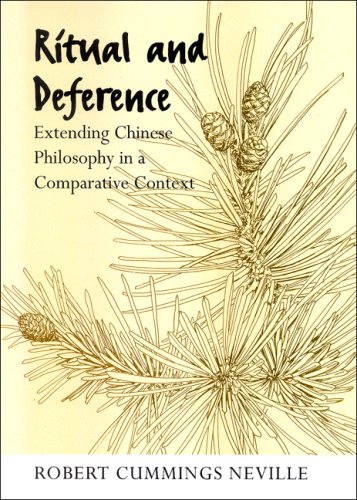 Ritual and
Deference
Extending Chinese
Philosophy in a
Comparative Context
ROBERT CUMMINGS NEVILLE